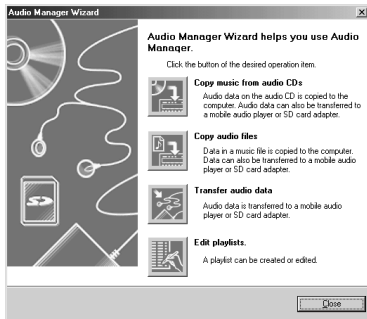 Audio Manager Wizard
Audio Manager Wizard helps you use Audio
Manager.
Click the button of the desired operation item.
Copy music from audio CDs
Audio data on the audio CD is copied to the
computer. Audio data can also be transferred to
a mobile audio player or SD card adapter.
Copy audio files
Data in a music file is copied to the computer.
Data can also be transferred to a mobile audio
player or SD card adapter.
Transfer audio data
Audio data is transferred to a mobile audio
player or SD card adapter.
Edit playlists.
A playlist can be created or edited.
SD
Close